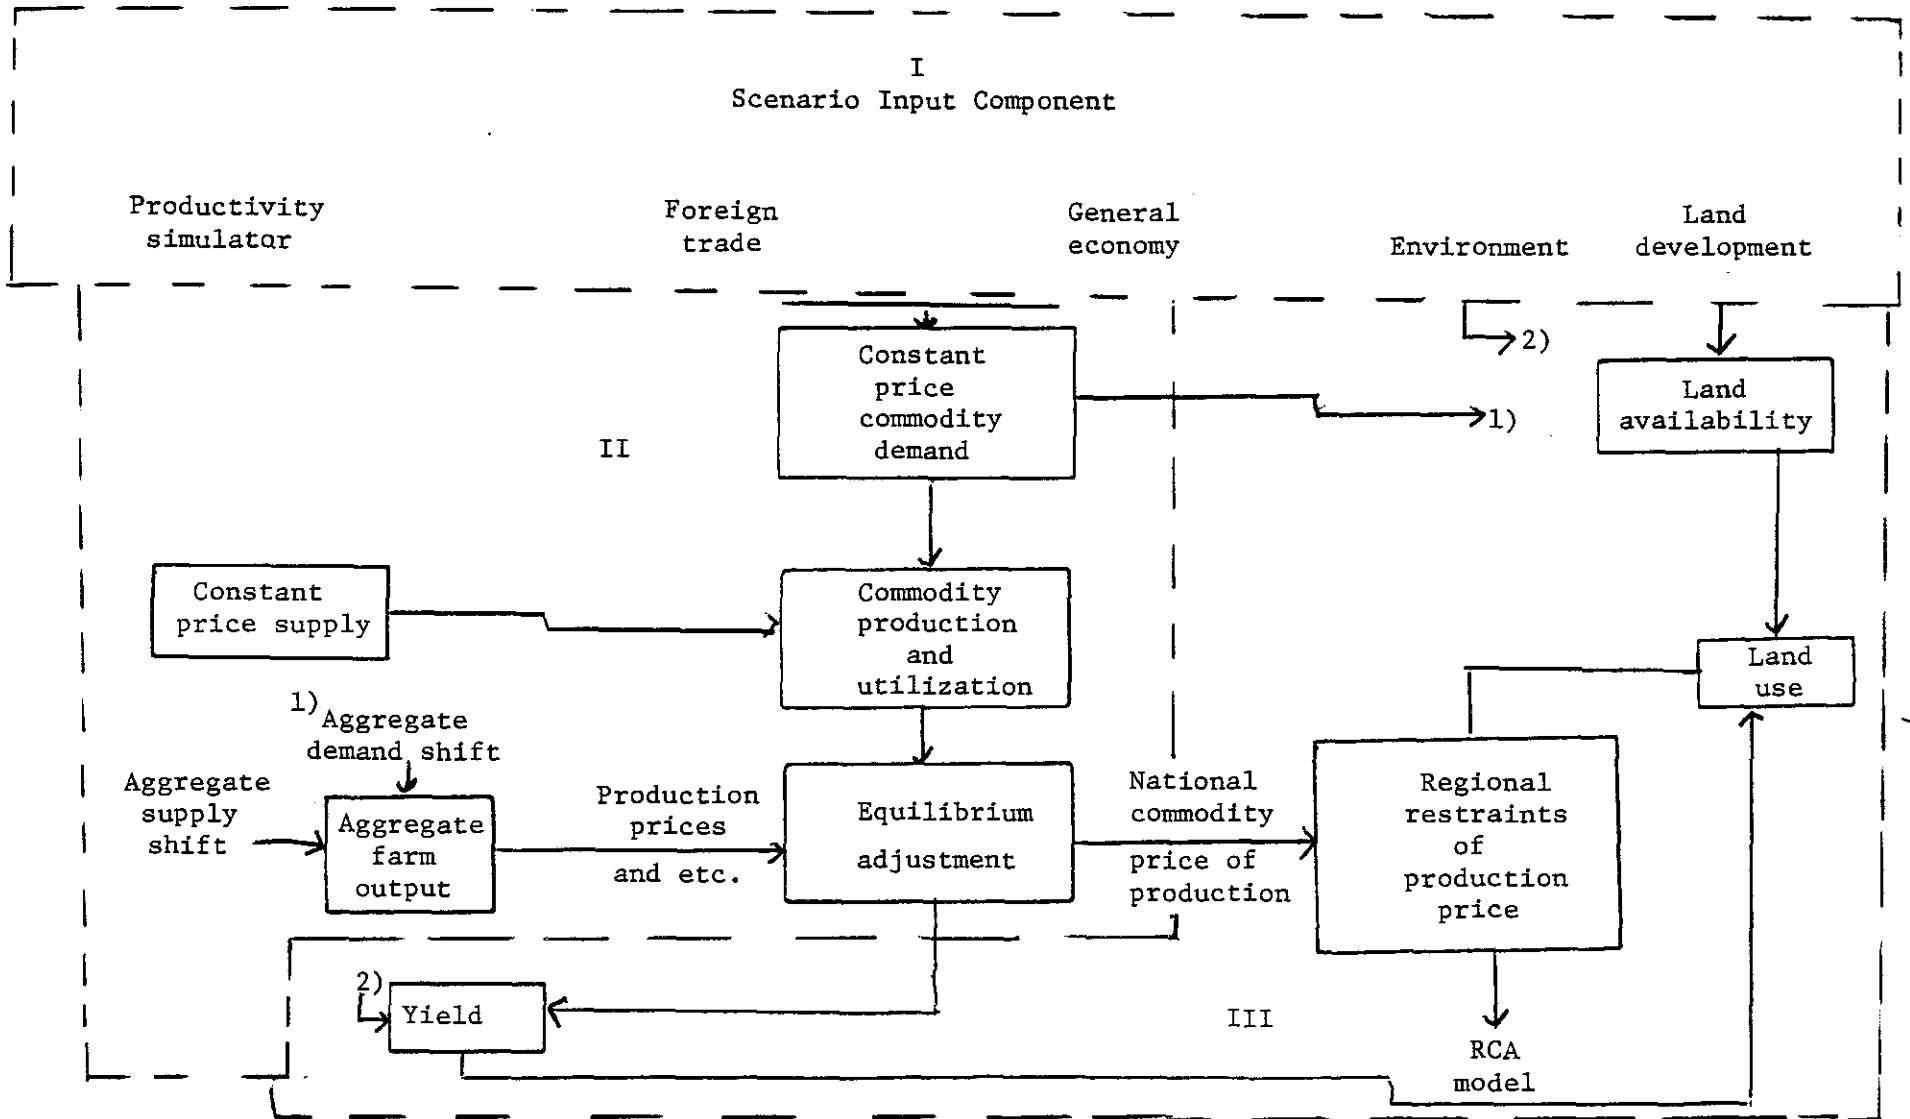 I
Scenario Input Component
Productivity
simulator
Foreign
trade
General
economy
Environment
Land
development
2)
Constant
price
commodity
demand
1)
Land
availability
II
Constant
price supply
Commodity
production
and
utilization
Land
use
1)
Aggregate
demand shift
Aggregate
supply
shift
Aggregate
farm
output
Production
prices
and etc.
Equilibrium
adjustment
National
commodity
price of
production
Regional
restraints
of
production
price
2)
Yield
III
RCA
model